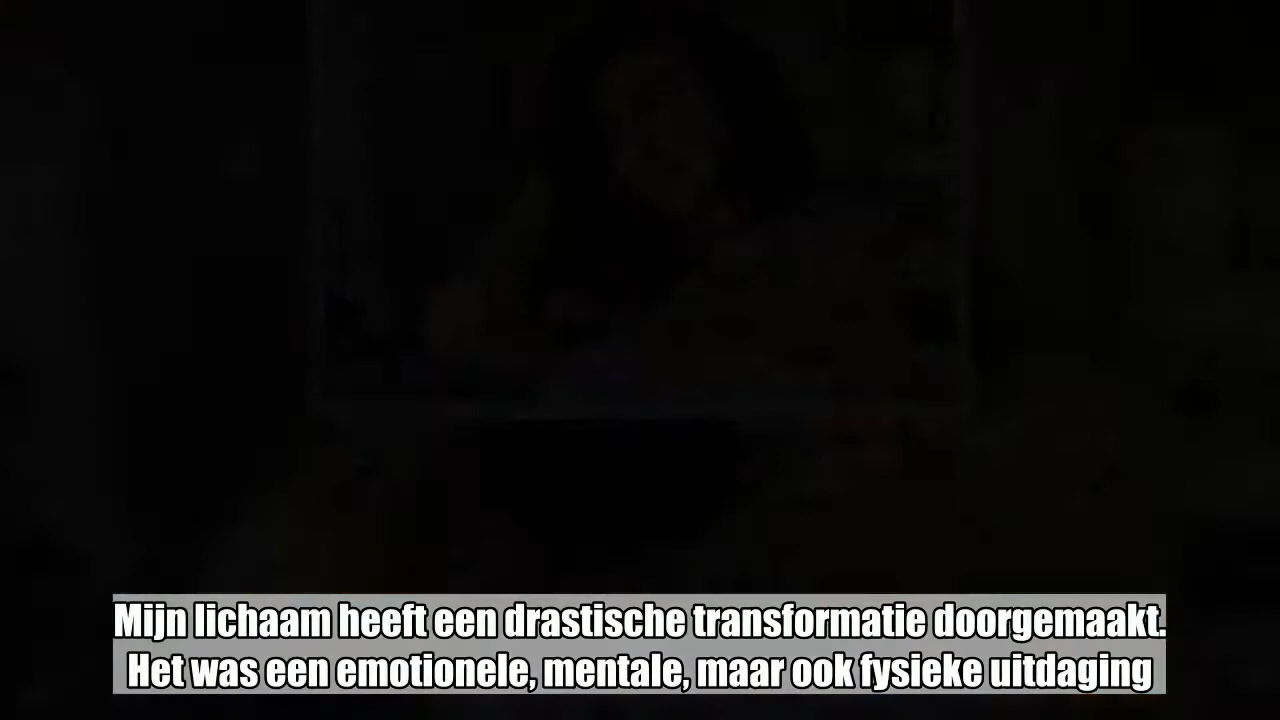 Mijn lichaam heeft een drastische transformatie doorgemaakt.
Het was een emotionele, mentale, maar ook fysieke uitdaging